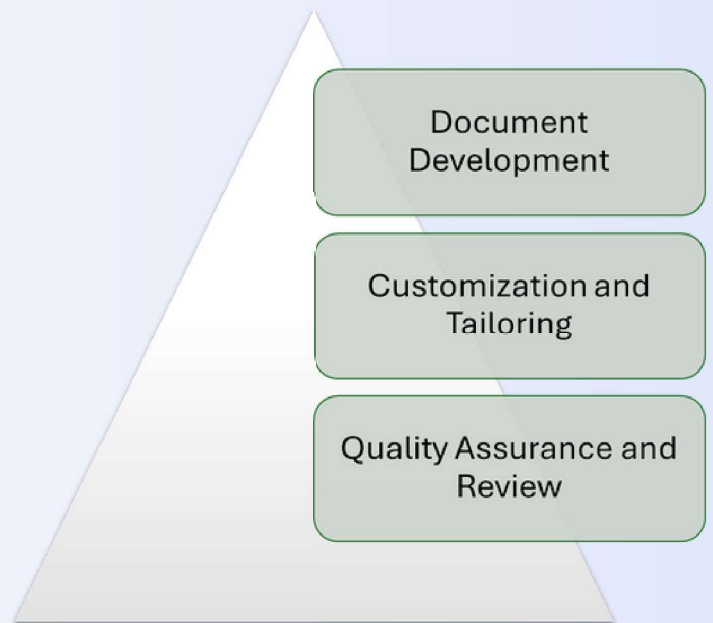 Document
Development
Customization and
Tailoring
Quality Assurance and
Review